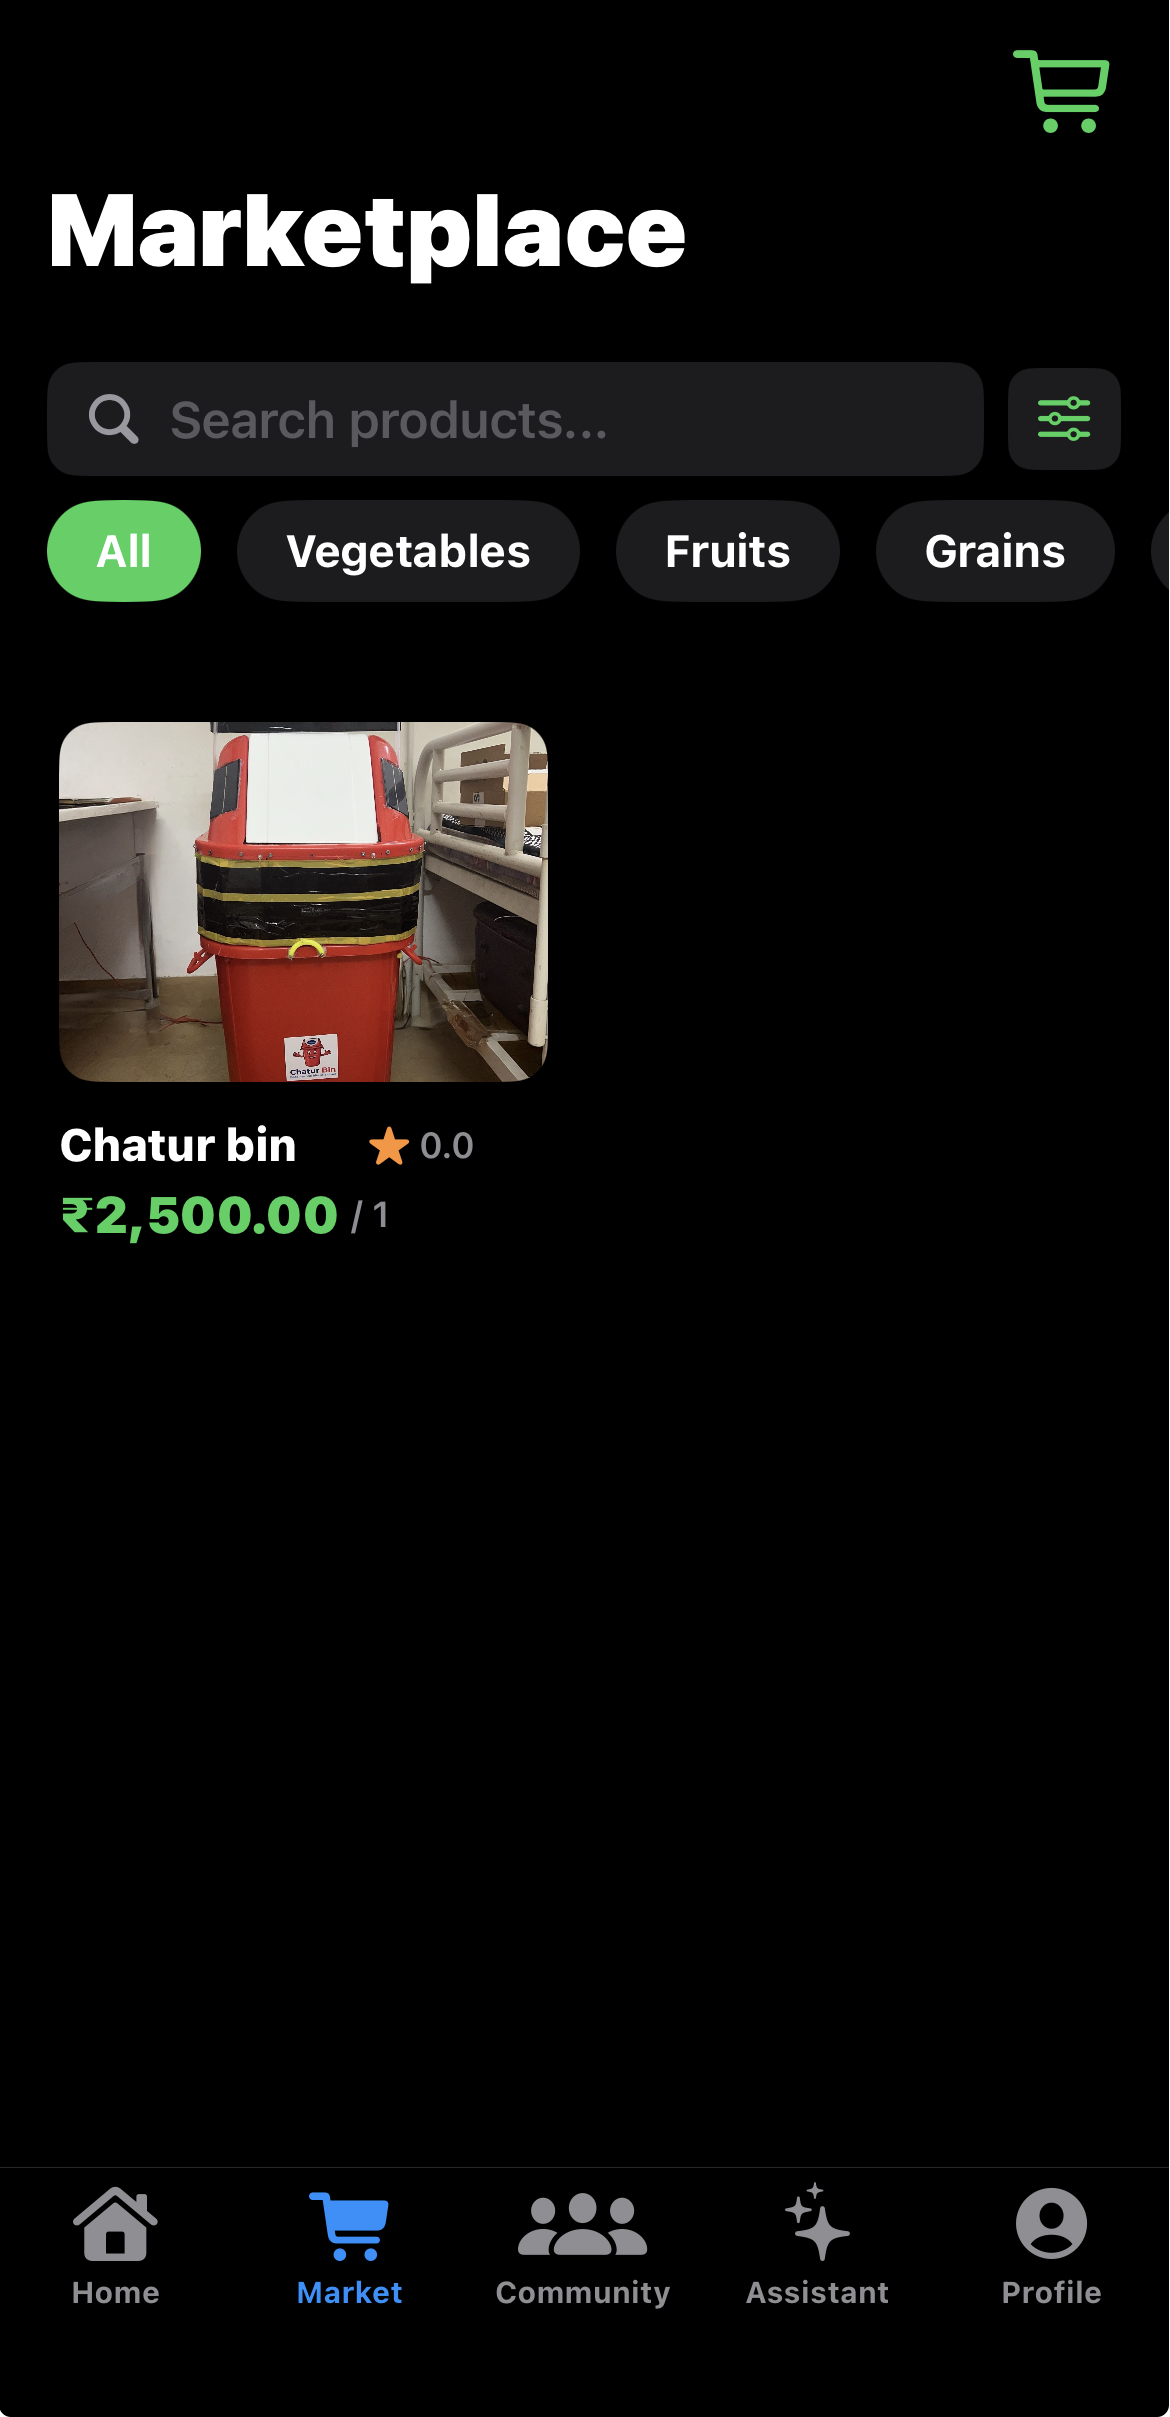 Marketplace
Search products...
All Vegetables Fruits Grains
Chatur Bin
Chatur bin 0.0
₹2,500.00 / 1
Home Market Community Assistant Profile